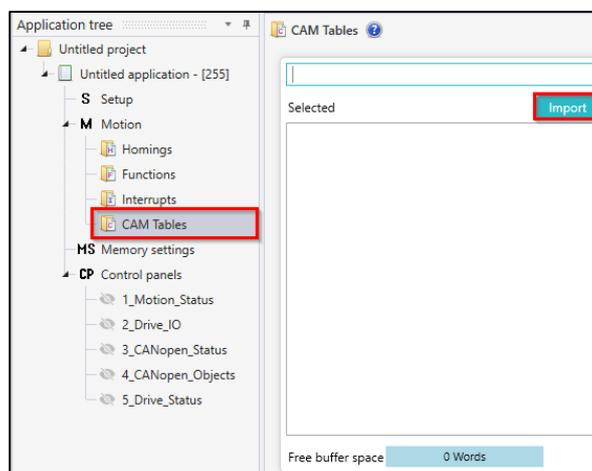 Application tree
Untitled project
Untitled application - [255]
S Setup
M Motion
H Homings
F Functions
I Interrupts
C CAM Tables
MS Memory settings
CP Control panels
1_Motion_Status
2_Drive_IO
3_CANopen_Status
4_CANopen_Objects
5_Drive_Status
C CAM Tables ?
Selected Import
Free buffer space 0 Words